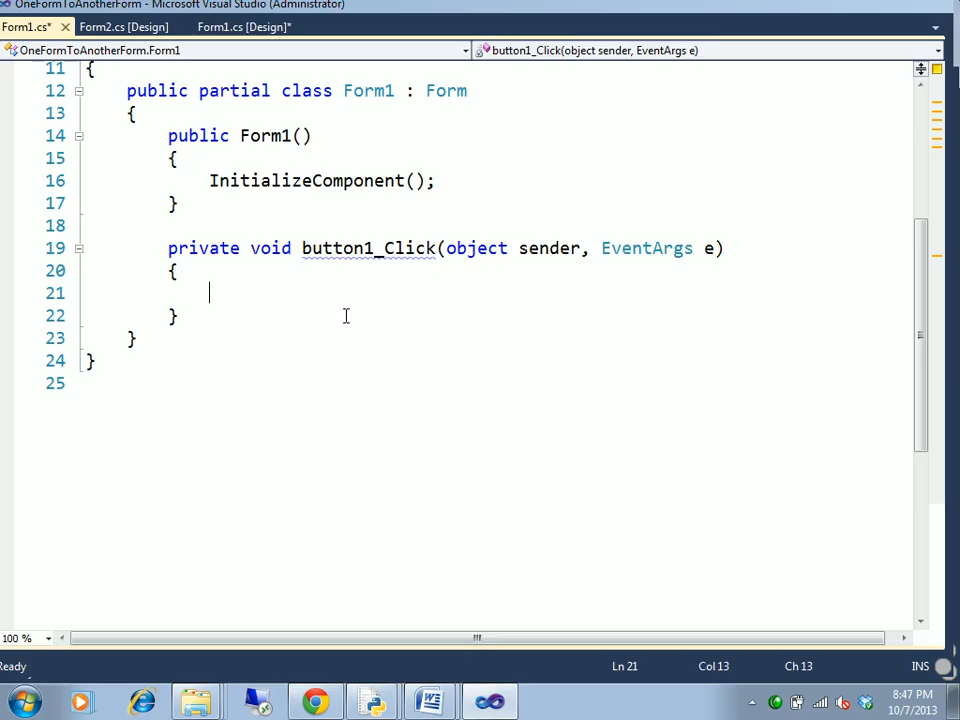 OneFormToAnotherForm - Microsoft Visual Studio (Administrator)
Form1.cs* Form2.cs [Design] Form1.cs [Design]*
OneFormToAnotherForm.Form1 button1_Click(object sender, EventArgs e)
11 {
12 public partial class Form1 : Form
13 {
14 public Form1()
15 {
16 InitializeComponent();
17 }
18
19 private void button1_Click(object sender, EventArgs e)
20 {
21
22 }
23 }
24 }
25
100 %
Ready Ln 21 Col 13 Ch 13 INS
8:47 PM
10/7/2013